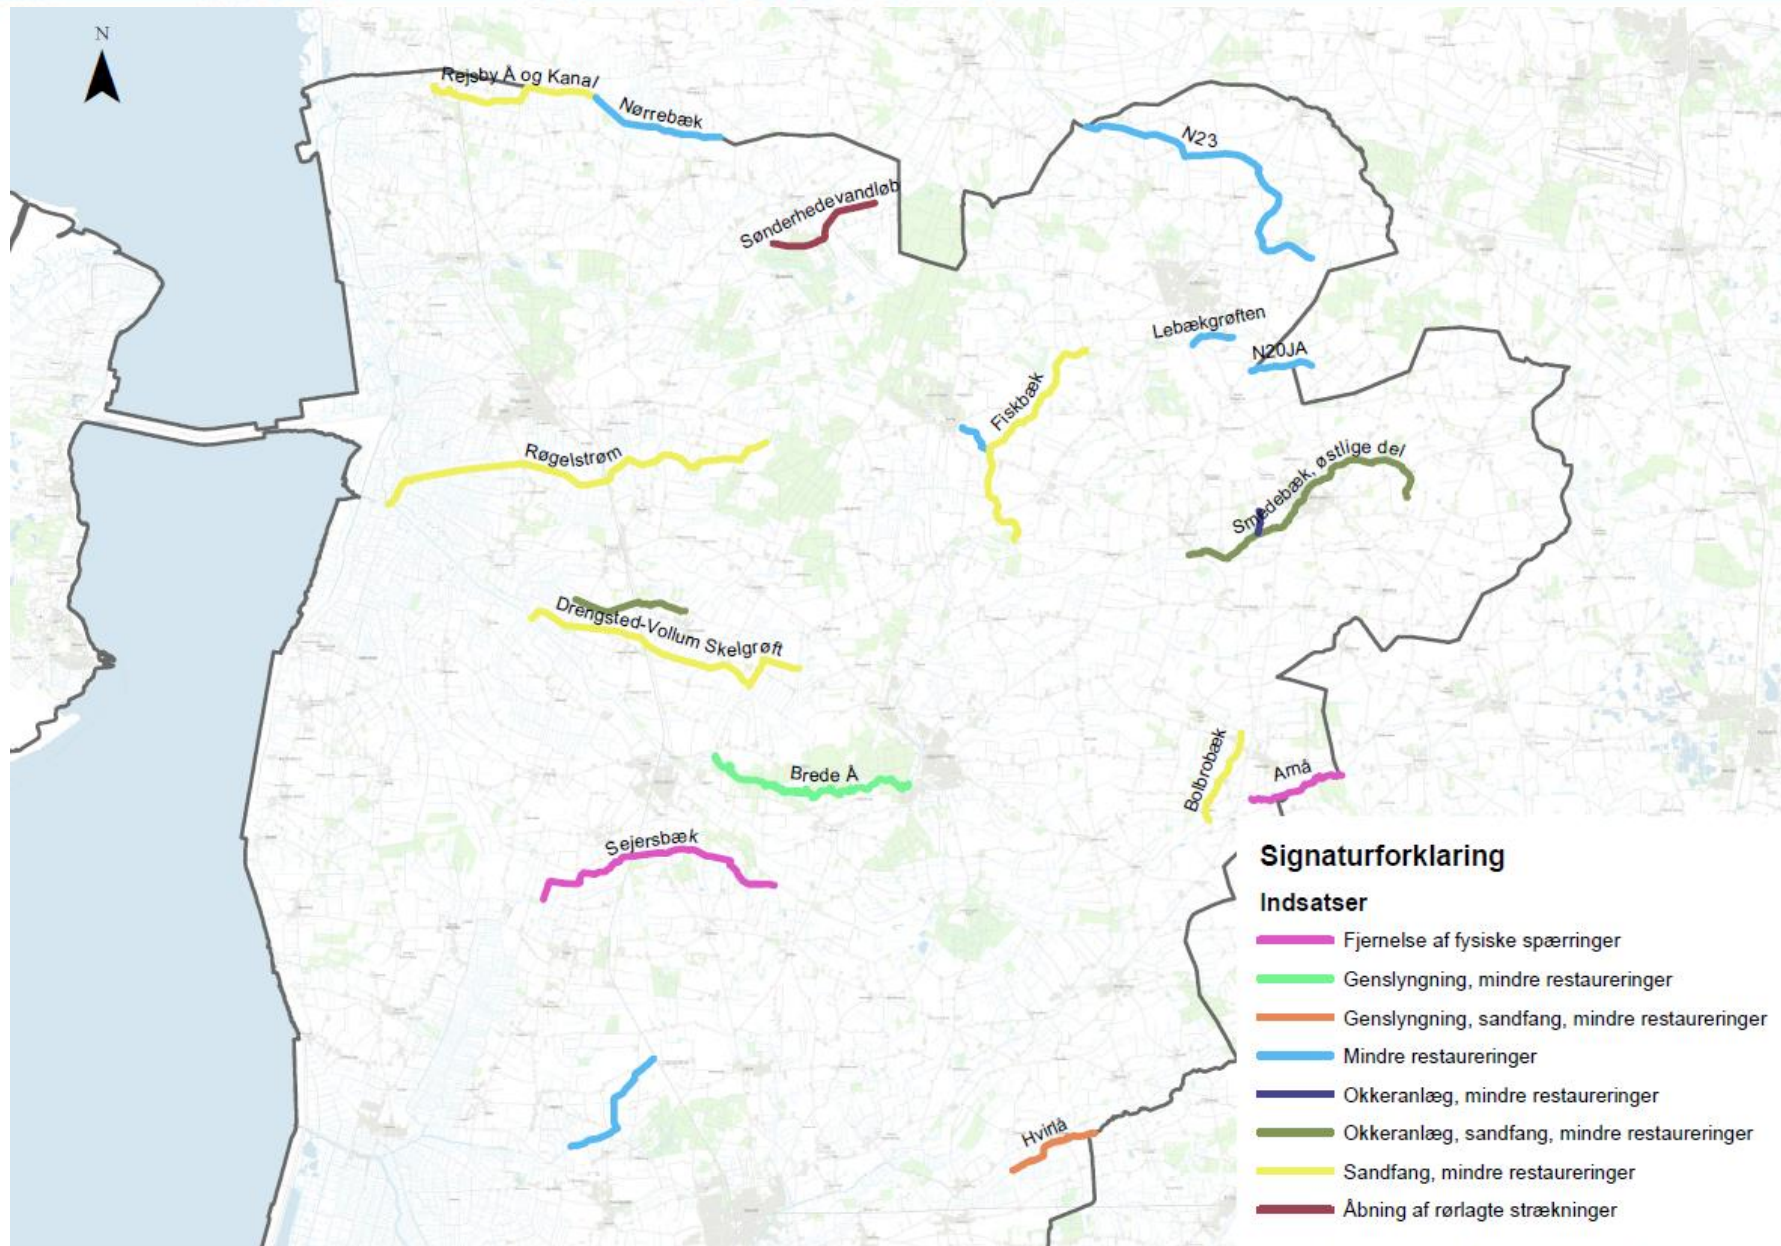 N
Rejsby Å og Kanal
Nørrebæk
N23
Sønderhedevandløb
Lebækgrøften
N20JA
Fiskbæk
Røgelstrøm
Smedebæk, østlige del
Drengsted-Vollum Skelgrøft
Bolbrobæk
Arnå
Brede Å
Sejersbæk
Hvirlå
Signaturforklaring
Indsatser
Fjernelse af fysiske spærringer
Genslyngning, mindre restaureringer
Genslyngning, sandfang, mindre restaureringer
Mindre restaureringer
Okkeranlæg, mindre restaureringer
Okkeranlæg, sandfang, mindre restaureringer
Sandfang, mindre restaureringer
Åbning af rørlagte strækninger